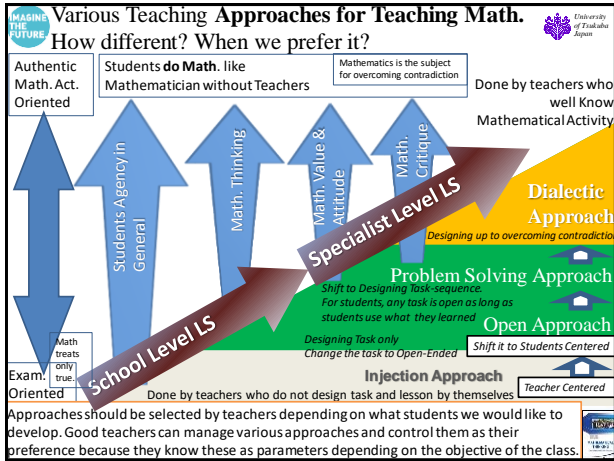 IMAGINE
THE
FUTURE
Various Teaching Approaches for Teaching Math.
How different? When we prefer it?
University
of Tsukuba
Japan
Authentic
Math. Act.
Oriented
Students do Math. like
Mathematician without Teachers
Mathematics is the subject
for overcoming contradiction
Done by teachers who
well Know
Mathematical Activity
Students Agency in
General
Math. Thinking
Math Value &
Attitude
Math.
Critique
Specialist Level LS
School Level LS
Dialectic
Approach
Designing up to overcoming contradiction
Problem Solving Approach
Shift to Designing Task-sequence.
For students, any task is open as long as
students use what they learned
Open Approach
Designing Task only
Change the task to Open-Ended
Shift it to Students Centered
Math
treats
only
true.
Exam.
Oriented
Injection Approach
Teacher Centered
Done by teachers who do not design task and lesson by themselves
Approaches should be selected by teachers depending on what students we would like to
develop. Good teachers can manage various approaches and control them as their
preference because they know these as parameters depending on the objective of the class.